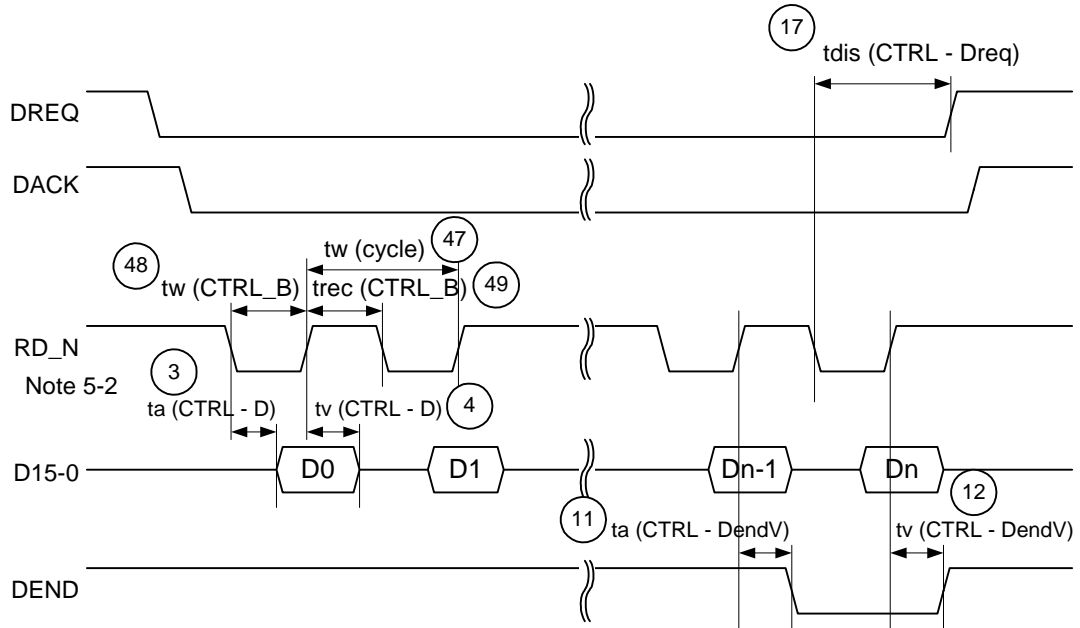 17
tdis (CTRL - Dreq)
DREQ
DACK
48
tw (cycle)
47
tw (CTRL_B)
trec (CTRL_B)
49
RD_N
Note 5-2
3
ta (CTRL - D)
tv (CTRL - D)
4
D15-0
D0
D1
Dn-1
Dn
11
ta (CTRL - DendV)
12
tv (CTRL - DendV)
DEND